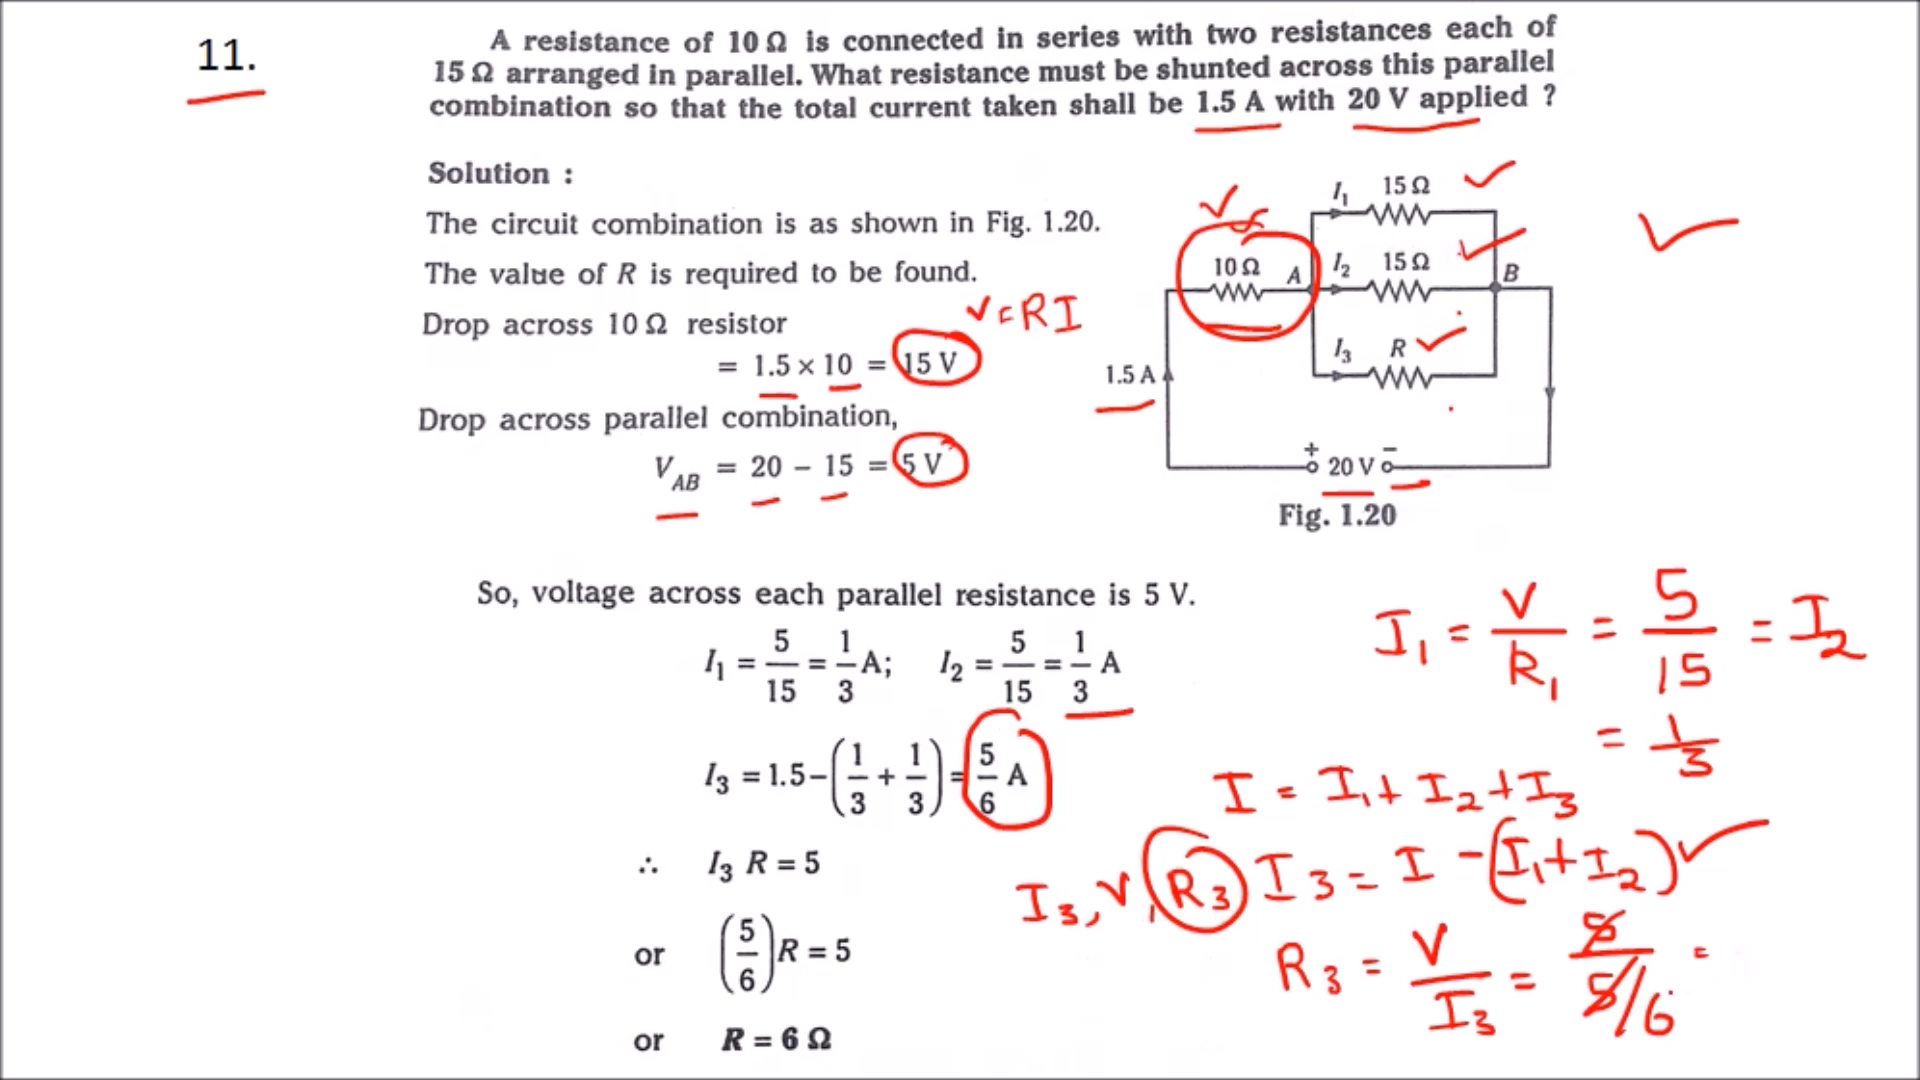 11.
A resistance of 10 Ω is connected in series with two resistances each of
15 Ω arranged in parallel. What resistance must be shunted across this parallel
combination so that the total current taken shall be 1.5 A with 20 V applied ?
Solution :
The circuit combination is as shown in Fig. 1.20.
The value of R is required to be found.
Drop across 10 Ω resistor
= 1.5 × 10 = 15 V
V = RI
Drop across parallel combination,
V_AB = 20 − 15 = 5 V
I₁ 15 Ω
10 Ω A I₂ 15 Ω B
I₃ R
1.5 A
+ 20 V −
Fig. 1.20
So, voltage across each parallel resistance is 5 V.
I₁ = 5/15 = 1/3 A; I₂ = 5/15 = 1/3 A
I₃ = 1.5 − (1/3 + 1/3) = 5/6 A
∴ I₃ R = 5
or (5/6) R = 5
or R = 6 Ω
I₁ = V/R₁ = 5/15 = I₂
= 1/3
I = I₁ + I₂ + I₃
I₃, V, R₃ I₃ = I − (I₁ + I₂)
R₃ = V/I₃ = 5/5/6 =